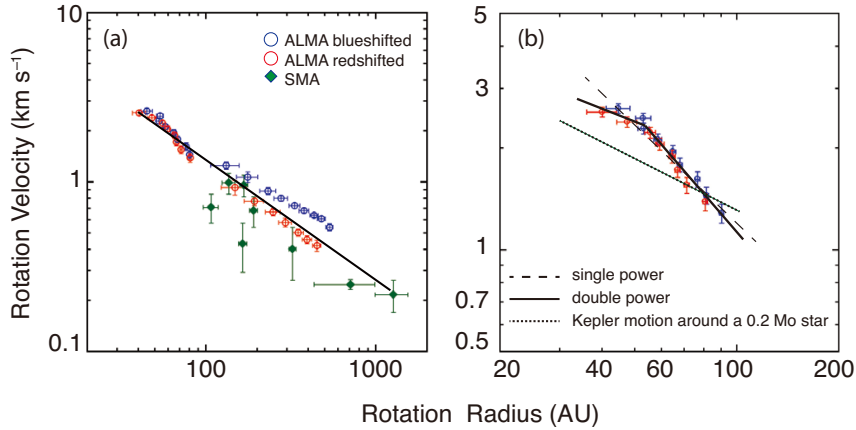 (a)
ALMA blueshifted
ALMA redshifted
SMA
Rotation Velocity (km s⁻¹)
10
1
0.1
100
1000
(b)
5
3
1
0.7
0.5
single power
double power
Kepler motion around a 0.2 Mo star
20
40
60
100
200
Rotation Radius (AU)